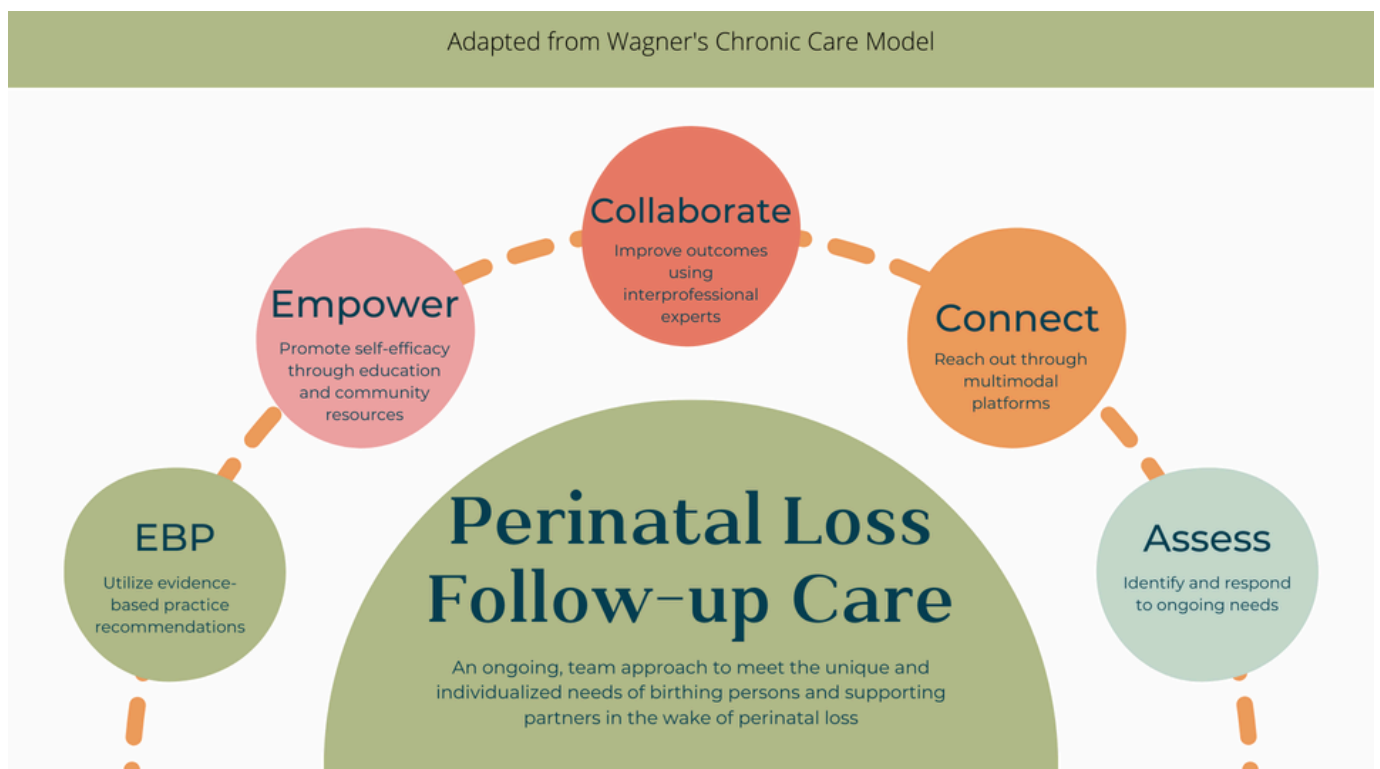 Adapted from Wagner's Chronic Care Model
Collaborate
Improve outcomes
using
interprofessional
experts
Empower
Promote self-efficacy
through education
and community
resources
Connect
Reach out through
multimodal
platforms
EBP
Utilize evidence-
based practice
recommendations
Assess
Identify and respond
to ongoing needs
Perinatal Loss
Follow-up Care
An ongoing, team approach to meet the unique and
individualized needs of birthing persons and supporting
partners in the wake of perinatal loss